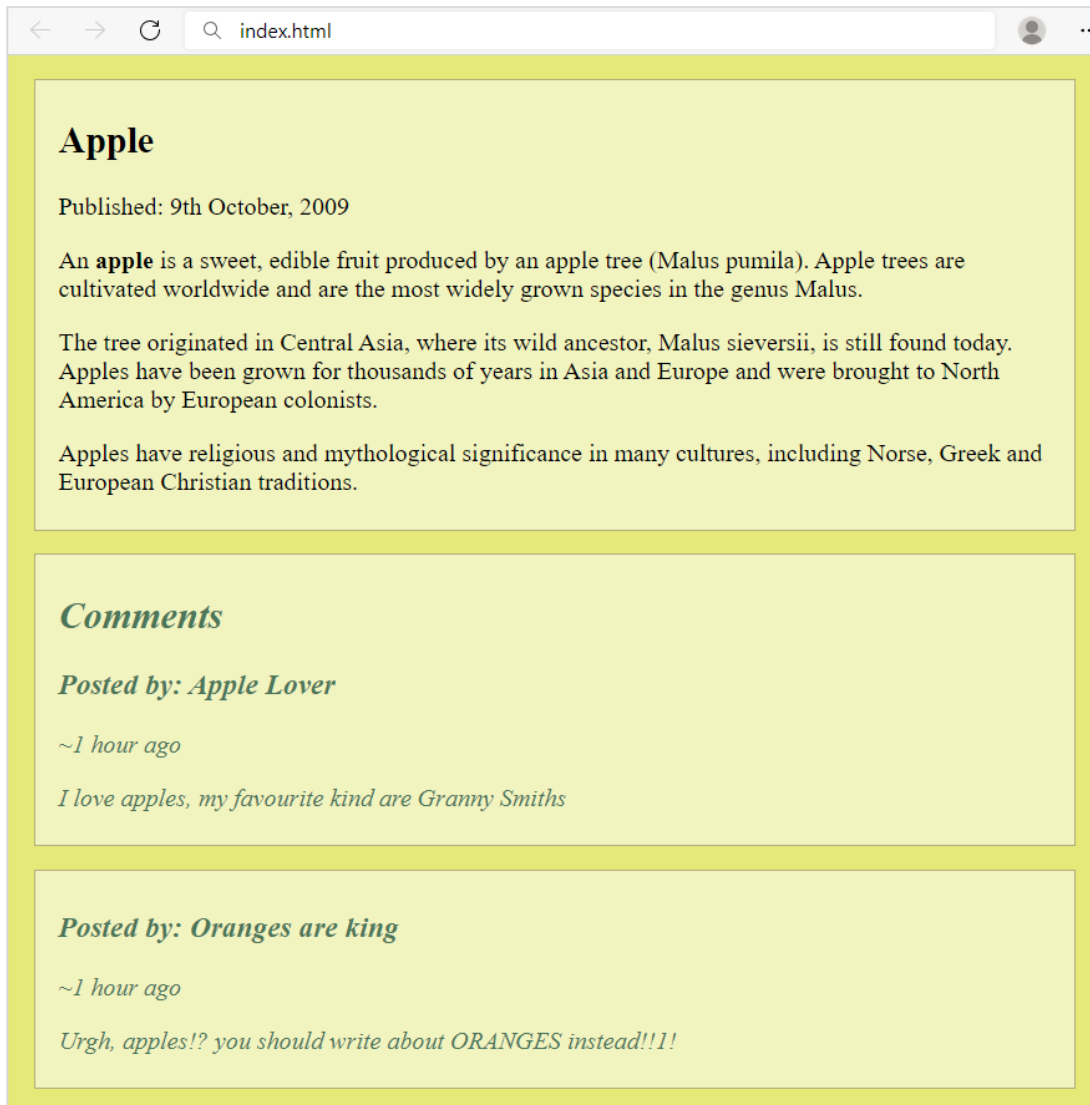 index.html
Apple
Published: 9th October, 2009
An apple is a sweet, edible fruit produced by an apple tree (Malus pumila). Apple trees are
cultivated worldwide and are the most widely grown species in the genus Malus.
The tree originated in Central Asia, where its wild ancestor, Malus sieversii, is still found today.
Apples have been grown for thousands of years in Asia and Europe and were brought to North
America by European colonists.
Apples have religious and mythological significance in many cultures, including Norse, Greek and
European Christian traditions.
Comments
Posted by: Apple Lover
~1 hour ago
I love apples, my favourite kind are Granny Smiths
Posted by: Oranges are king
~1 hour ago
Urgh, apples!? you should write about ORANGES instead!!1!